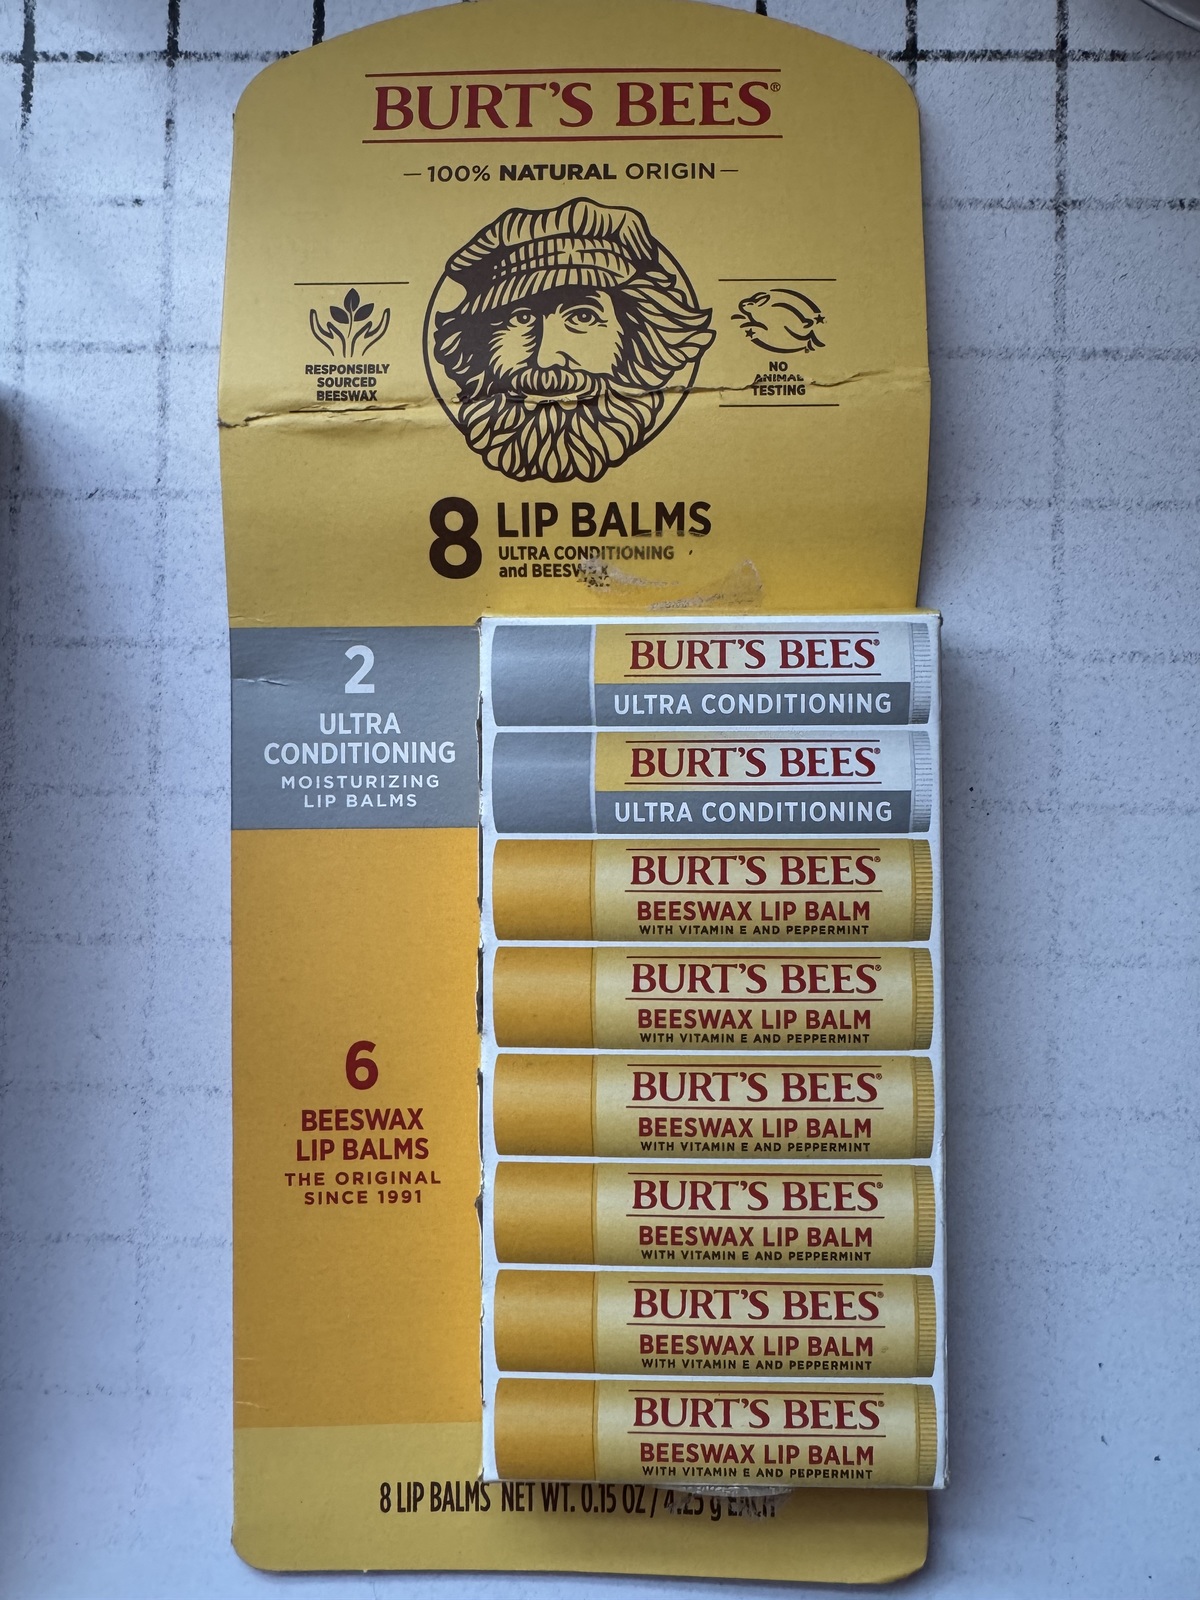 BURT'S BEES®
100% NATURAL ORIGIN
RESPONSIBLY
SOURCED
BEESWAX
NO
ANIMAL
TESTING
8 LIP BALMS
ULTRA CONDITIONING
and BEESWAX
2
ULTRA
CONDITIONING
MOISTURIZING
LIP BALMS
BURT'S BEES®
ULTRA CONDITIONING
BURT'S BEES®
ULTRA CONDITIONING
BURT'S BEES®
BEESWAX LIP BALM
WITH VITAMIN E AND PEPPERMINT
BURT'S BEES®
BEESWAX LIP BALM
WITH VITAMIN E AND PEPPERMINT
6
BEESWAX
LIP BALMS
THE ORIGINAL
SINCE 1991
BURT'S BEES®
BEESWAX LIP BALM
WITH VITAMIN E AND PEPPERMINT
BURT'S BEES®
BEESWAX LIP BALM
WITH VITAMIN E AND PEPPERMINT
BURT'S BEES®
BEESWAX LIP BALM
WITH VITAMIN E AND PEPPERMINT
BURT'S BEES®
BEESWAX LIP BALM
WITH VITAMIN E AND PEPPERMINT
8 LIP BALMS NET WT. 0.15 OZ / 4.25 g EACH